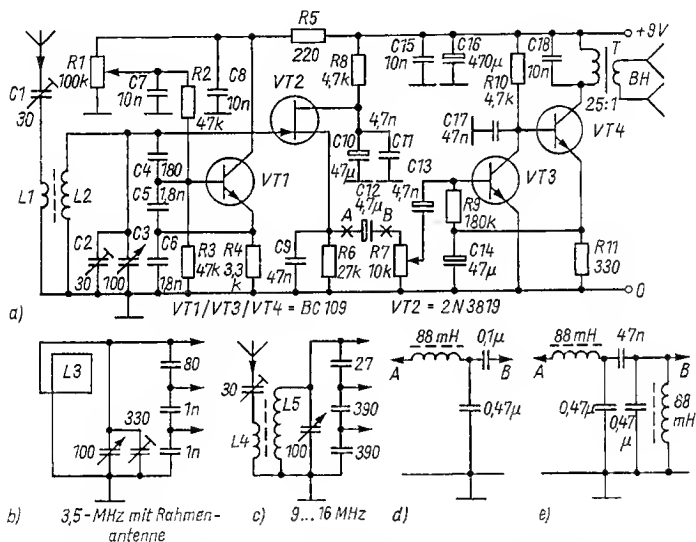 R5
220
+9V
R1
100k
C7
10n
R2
47k
C8
10n
R8
4,7k
C15
10n
C16
470µ
C18
10n
R10
4,7k
T
25:1
BH
C1
30
VT2
C10
47µ
4,7n
C11
C17
47n
VT4
C4
180
C5
1,8n
VT1
C12
4,7µ
C13
4,7n
VT3
R9
180k
L1
L2
C2
30
C3
100
C6
18n
R3
47k
R4
3,3
k
C9
47n
A
B
R6
27k
R7
10k
C14
47µ
R11
330
0
a)
VT1/VT3/VT4 = BC 109
VT2 = 2N3819
L3
80
1n
1n
100
330
b)
3,5-MHz mit Rahmen-
antenne
30
L4
L5
100
27
390
390
c)
9...16 MHz
88 mH
0,1µ
A
B
0,47µ
d)
88mH
47n
A
B
0,47µ
0,47
µ
88
mH
e)